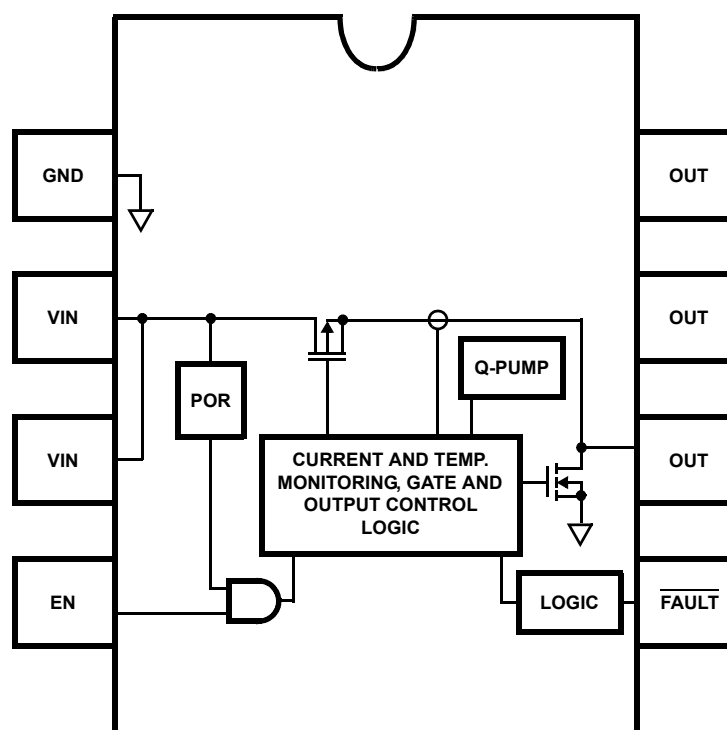 GND
OUT
VIN
OUT
Q-PUMP
POR
VIN
CURRENT AND TEMP.
MONITORING, GATE AND
OUTPUT CONTROL
LOGIC
OUT
EN
LOGIC
FAULT